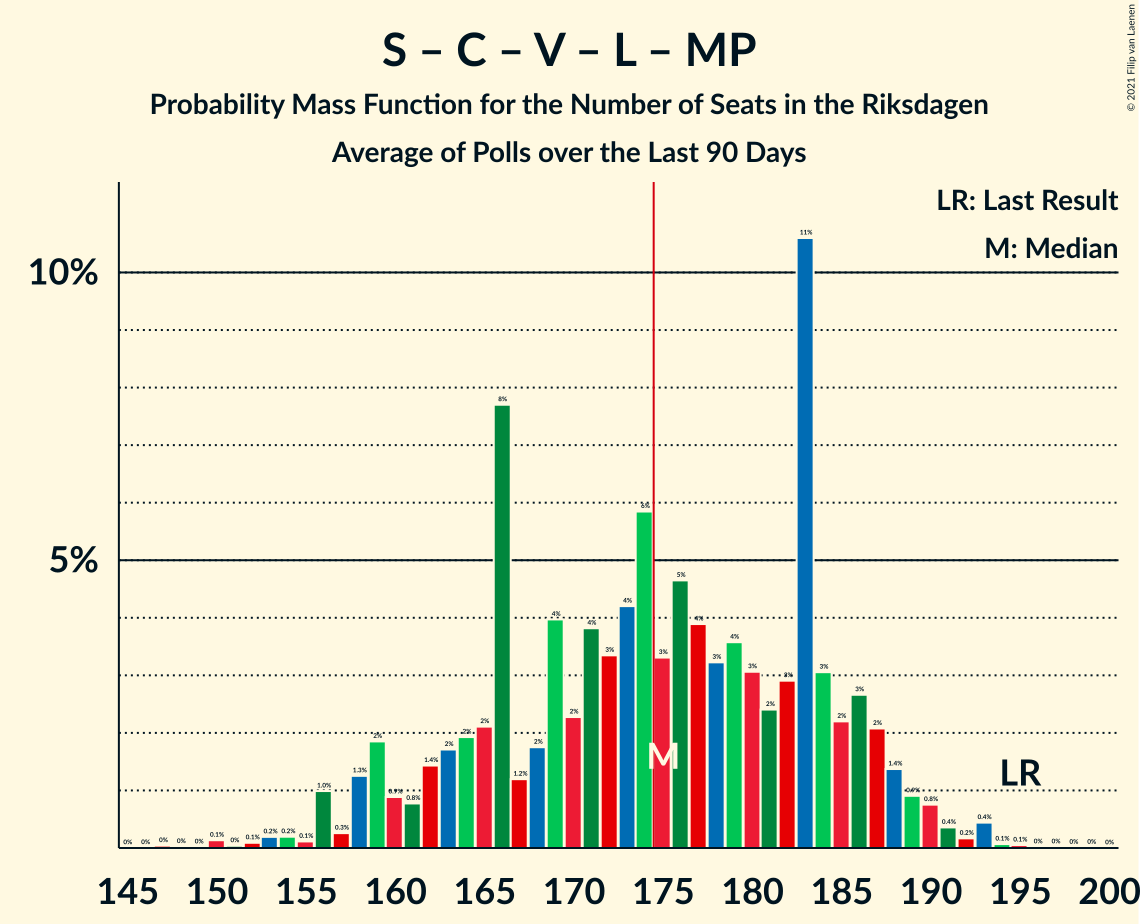 S – C – V – L – MP
Probability Mass Function for the Number of Seats in the Riksdagen
Average of Polls over the Last 90 Days
© 2021 Filip van Laenen
LR: Last Result
M: Median
10%
5%
0% 0% 0% 0% 0% 0.1% 0% 0.1% 0.2% 0.2% 0.1% 1.0% 0.3% 1.3% 2% 0.9% 0.8% 1.4% 2% 2% 2% 8% 1.2% 2% 4% 2% 4% 3% 4% 6% 3% 5% 4% 3% 4% 3% 2% 3% 11% 3% 2% 3% 2% 1.4% 0.9% 0.8% 0.4% 0.2% 0.4% 0.1% 0.1% 0% 0% 0% 0% 0%
M
LR
145 150 155 160 165 170 175 180 185 190 195 200